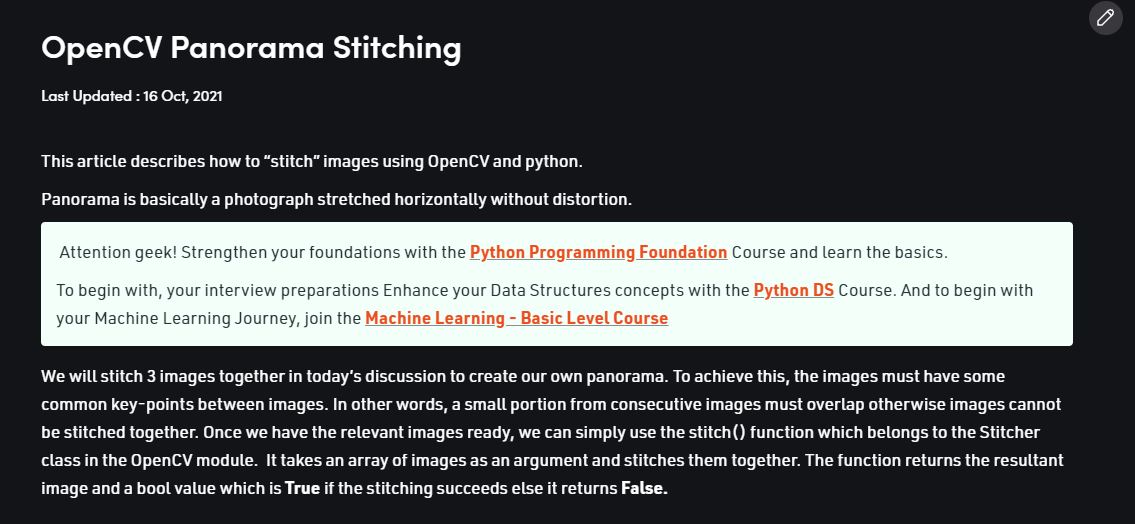 OpenCV Panorama Stitching
Last Updated : 16 Oct, 2021
This article describes how to “stitch” images using OpenCV and python.
Panorama is basically a photograph stretched horizontally without distortion.
Attention geek! Strengthen your foundations with the Python Programming Foundation Course and learn the basics.
To begin with, your interview preparations Enhance your Data Structures concepts with the Python DS Course. And to begin with
your Machine Learning Journey, join the Machine Learning - Basic Level Course
We will stitch 3 images together in today's discussion to create our own panorama. To achieve this, the images must have some
common key-points between images. In other words, a small portion from consecutive images must overlap otherwise images cannot
be stitched together. Once we have the relevant images ready, we can simply use the stitch() function which belongs to the Stitcher
class in the OpenCV module.  It takes an array of images as an argument and stitches them together. The function returns the resultant
image and a bool value which is True if the stitching succeeds else it returns False.